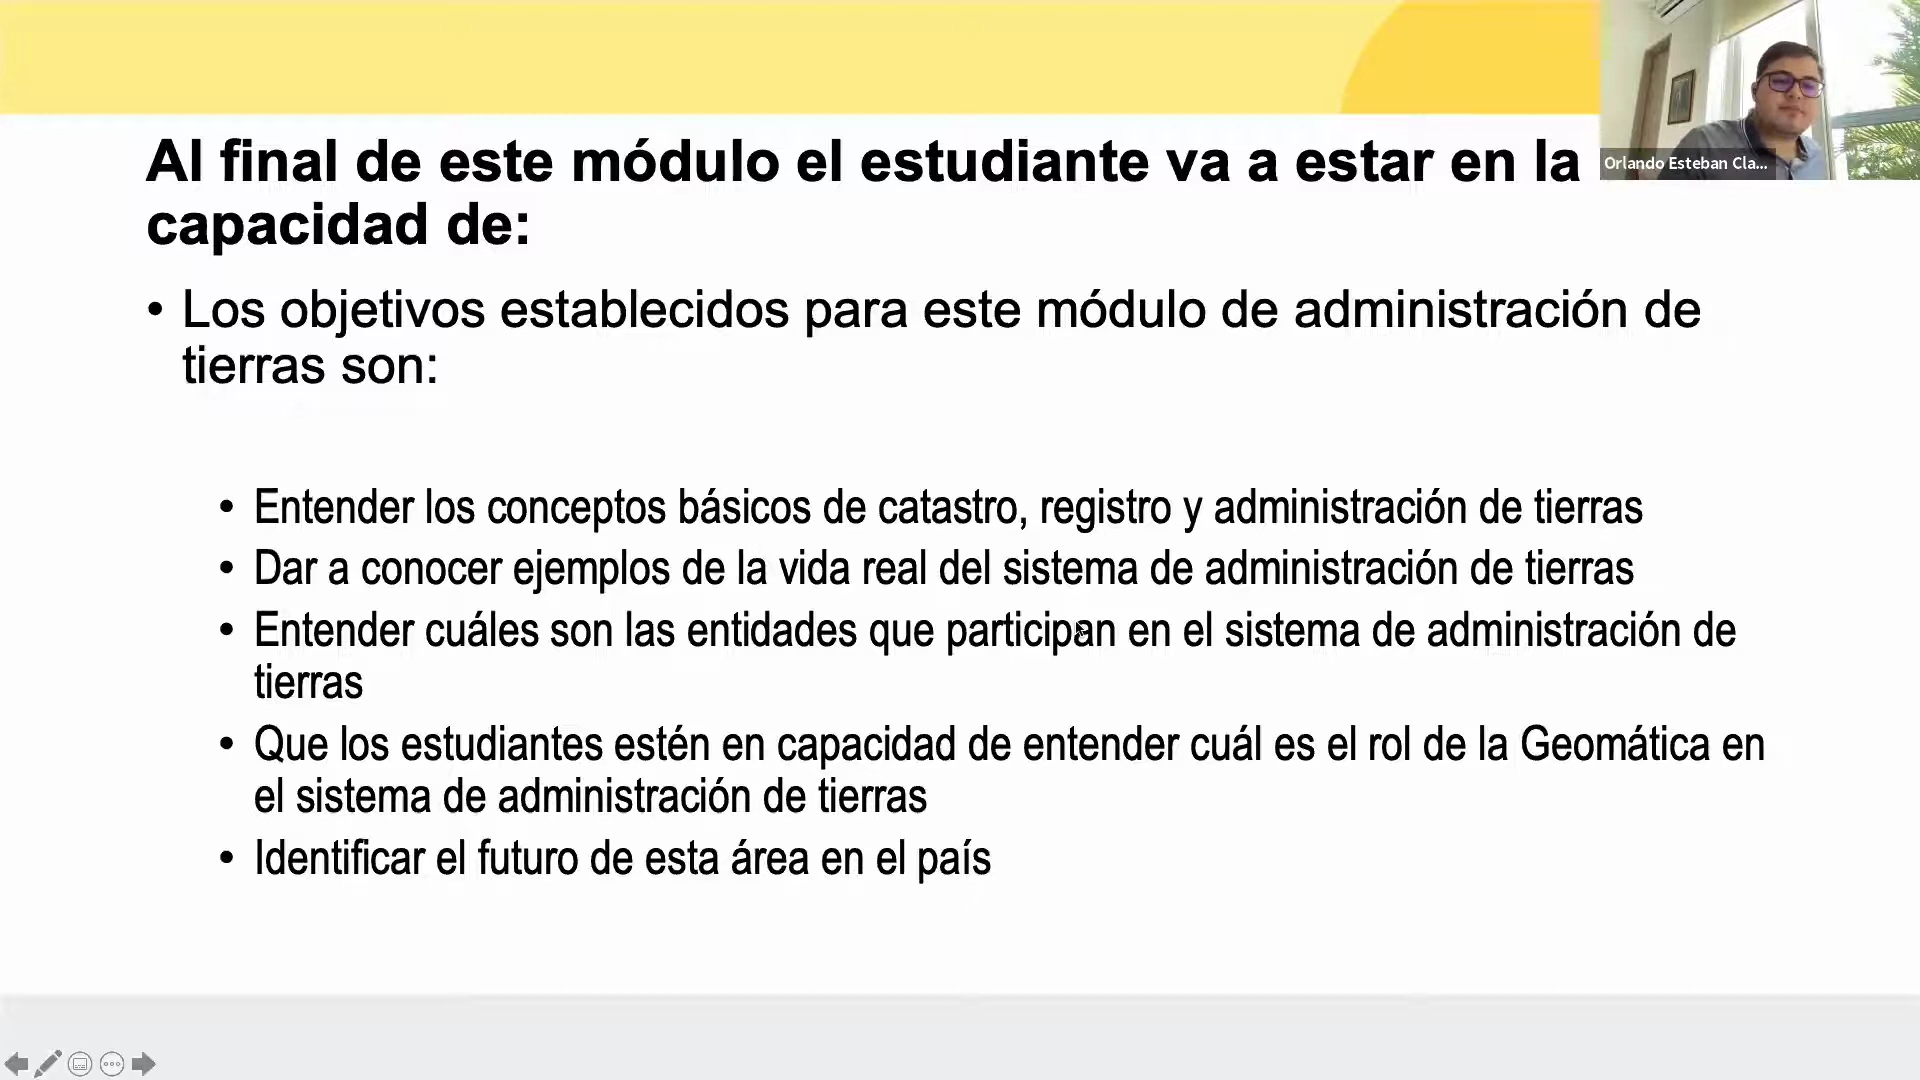 Al final de este módulo el estudiante va a estar en la
capacidad de:
Orlando Esteban Cla...
• Los objetivos establecidos para este módulo de administración de
tierras son:
• Entender los conceptos básicos de catastro, registro y administración de tierras
• Dar a conocer ejemplos de la vida real del sistema de administración de tierras
• Entender cuáles son las entidades que participan en el sistema de administración de
tierras
• Que los estudiantes estén en capacidad de entender cuál es el rol de la Geomática en
el sistema de administración de tierras
• Identificar el futuro de esta área en el país